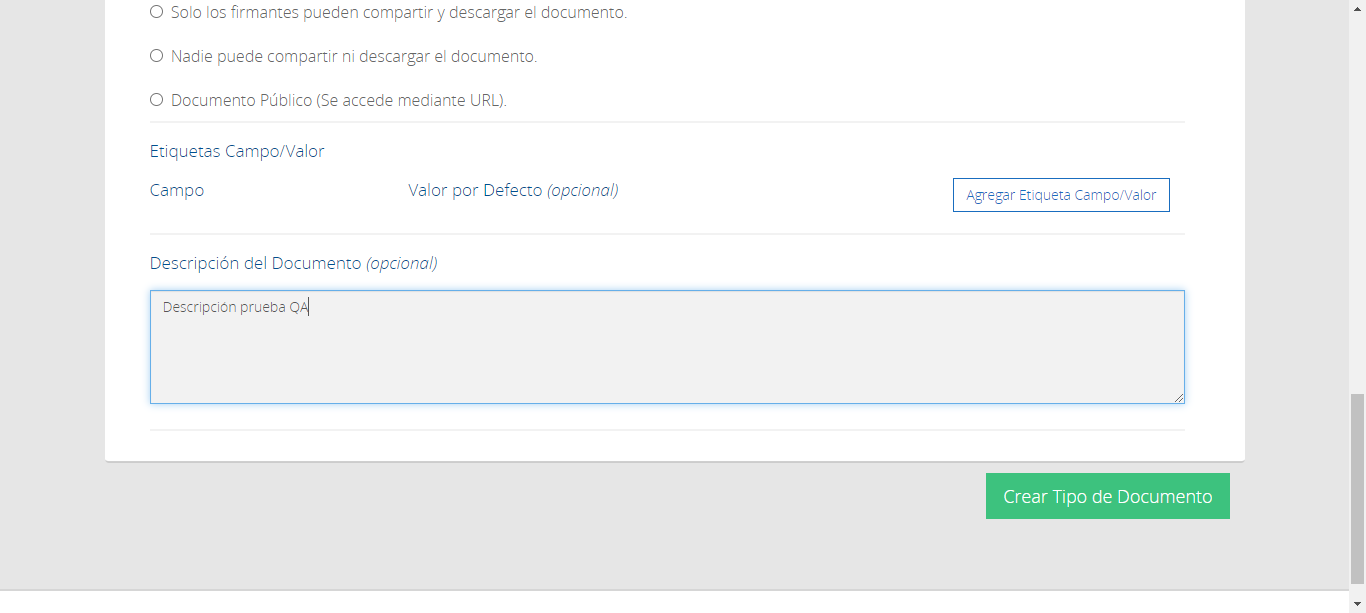 Solo los firmantes pueden compartir y descargar el documento.
Nadie puede compartir ni descargar el documento.
Documento Público (Se accede mediante URL).
Etiquetas Campo/Valor
Campo
Valor por Defecto (opcional)
Agregar Etiqueta Campo/Valor
Descripción del Documento (opcional)
Descripción prueba QA
Crear Tipo de Documento